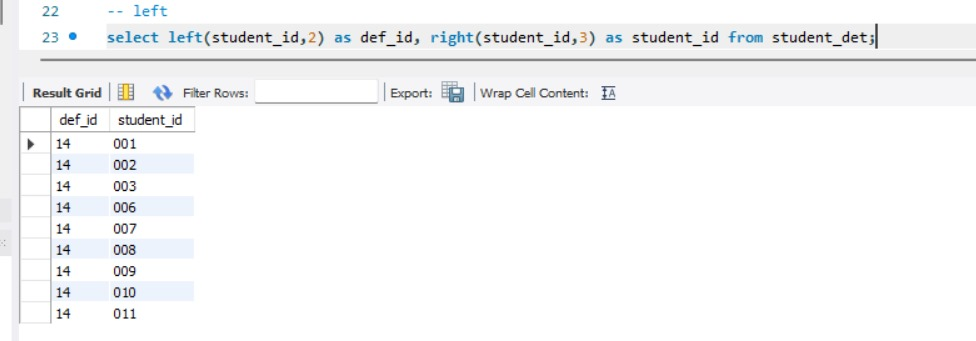 22 -- left
23 select left(student_id,2) as def_id, right(student_id,3) as student_id from student_det;
Result Grid Filter Rows: Export: Wrap Cell Content: IA
def_id student_id
14 001
14 002
14 003
14 006
14 007
14 008
14 009
14 010
14 011